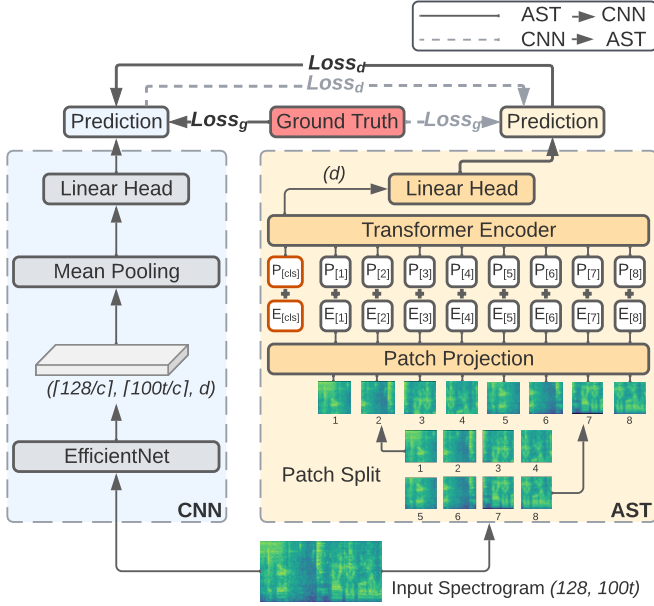 AST → CNN
CNN → AST
Loss_d
Loss_d
Prediction
Loss_g
Ground Truth
Loss_g
Prediction
Linear Head
(d)
Linear Head
Transformer Encoder
Mean Pooling
P[cls] P[1] P[2] P[3] P[4] P[5] P[6] P[7] P[8]
E[cls] E[1] E[2] E[3] E[4] E[5] E[6] E[7] E[8]
Patch Projection
(⌈128/c⌉, ⌈100t/c⌉, d)
1 2 3 4 5 6 7 8
EfficientNet
1 2 3 4
Patch Split
5 6 7 8
CNN
AST
Input Spectrogram (128, 100t)